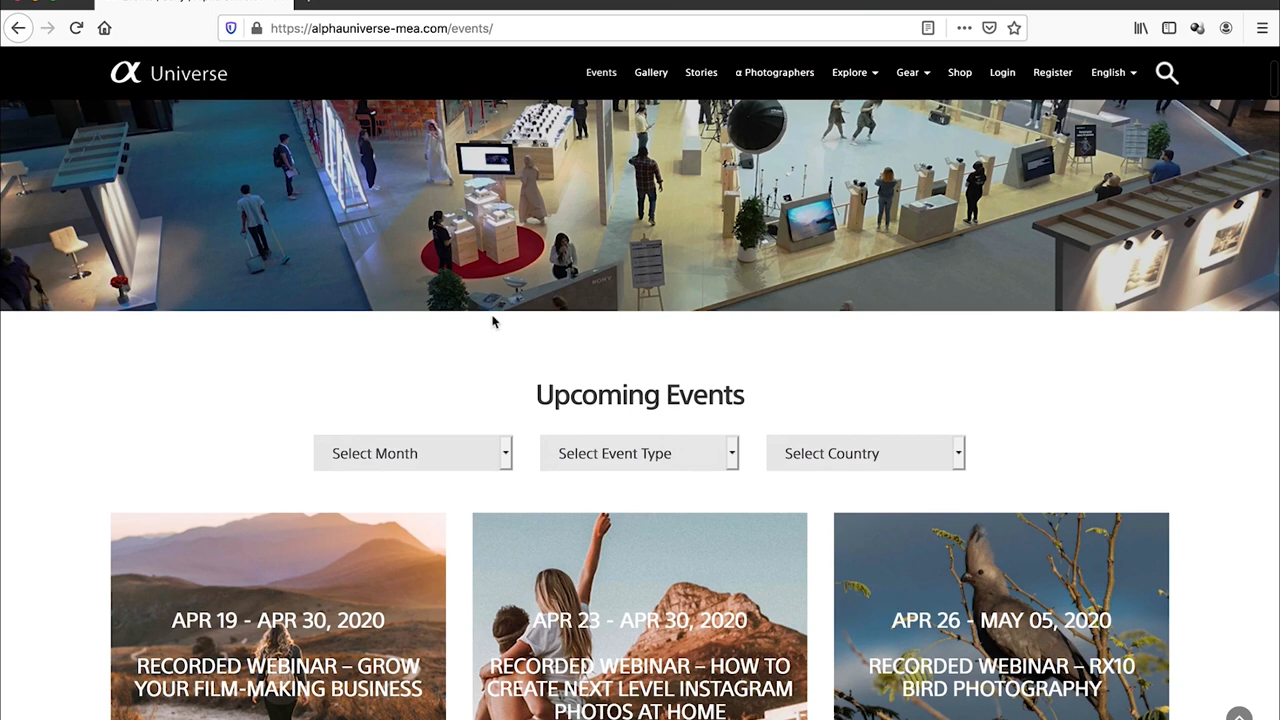 https://alphauniverse-mea.com/events/
α Universe
Events Gallery Stories α Photographers Explore Gear Shop Login Register English
SONY
Upcoming Events
Select Month Select Event Type Select Country
APR 19 - APR 30, 2020
RECORDED WEBINAR – GROW
YOUR FILM-MAKING BUSINESS
APR 23 - APR 30, 2020
RECORDED WEBINAR – HOW TO
CREATE NEXT LEVEL INSTAGRAM
PHOTOS AT HOME
APR 26 - MAY 05, 2020
RECORDED WEBINAR – RX10
BIRD PHOTOGRAPHY